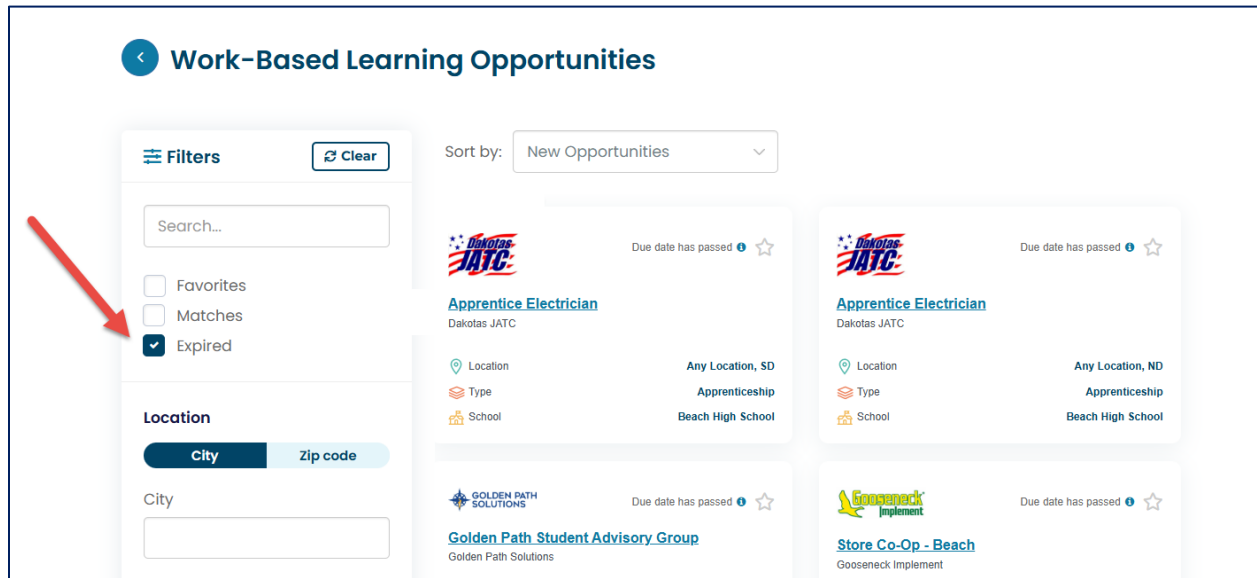 Work-Based Learning Opportunities
Filters
Clear
Search...
Favorites
Matches
Expired
Location
City
Zip code
City
Sort by:
New Opportunities
Dakotas
JATC
Due date has passed
Apprentice Electrician
Dakotas JATC
Location
Any Location, SD
Type
Apprenticeship
School
Beach High School
Dakotas
JATC
Due date has passed
Apprentice Electrician
Dakotas JATC
Location
Any Location, ND
Type
Apprenticeship
School
Beach High School
GOLDEN PATH
SOLUTIONS
Due date has passed
Golden Path Student Advisory Group
Golden Path Solutions
Gooseneck
Implement
Due date has passed
Store Co-Op - Beach
Gooseneck Implement